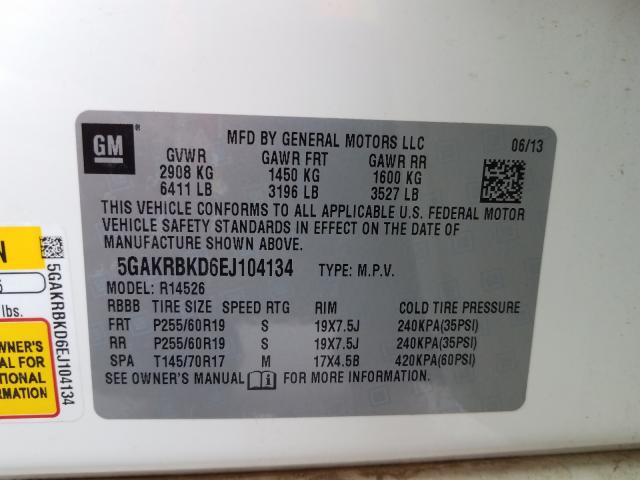 GM
MFD BY GENERAL MOTORS LLC
06/13
GVWR GAWR FRT GAWR RR
2908 KG 1450 KG 1600 KG
6411 LB 3196 LB 3527 LB
THIS VEHICLE CONFORMS TO ALL APPLICABLE U.S. FEDERAL MOTOR
VEHICLE SAFETY STANDARDS IN EFFECT ON THE DATE OF
MANUFACTURE SHOWN ABOVE.
5GAKRBKD6EJ104134 TYPE: M.P.V.
MODEL: R14526
RBBB TIRE SIZE SPEED RTG RIM COLD TIRE PRESSURE
FRT P255/60R19 S 19X7.5J 240KPA(35PSI)
RR P255/60R19 S 19X7.5J 240KPA(35PSI)
SPA T145/70R17 M 17X4.5B 420KPA(60PSI)
SEE OWNER'S MANUAL FOR MORE INFORMATION.
N
lbs.
OWNER'S
AL FOR
TIONAL
MATION
5GAKRBKD6EJ104134